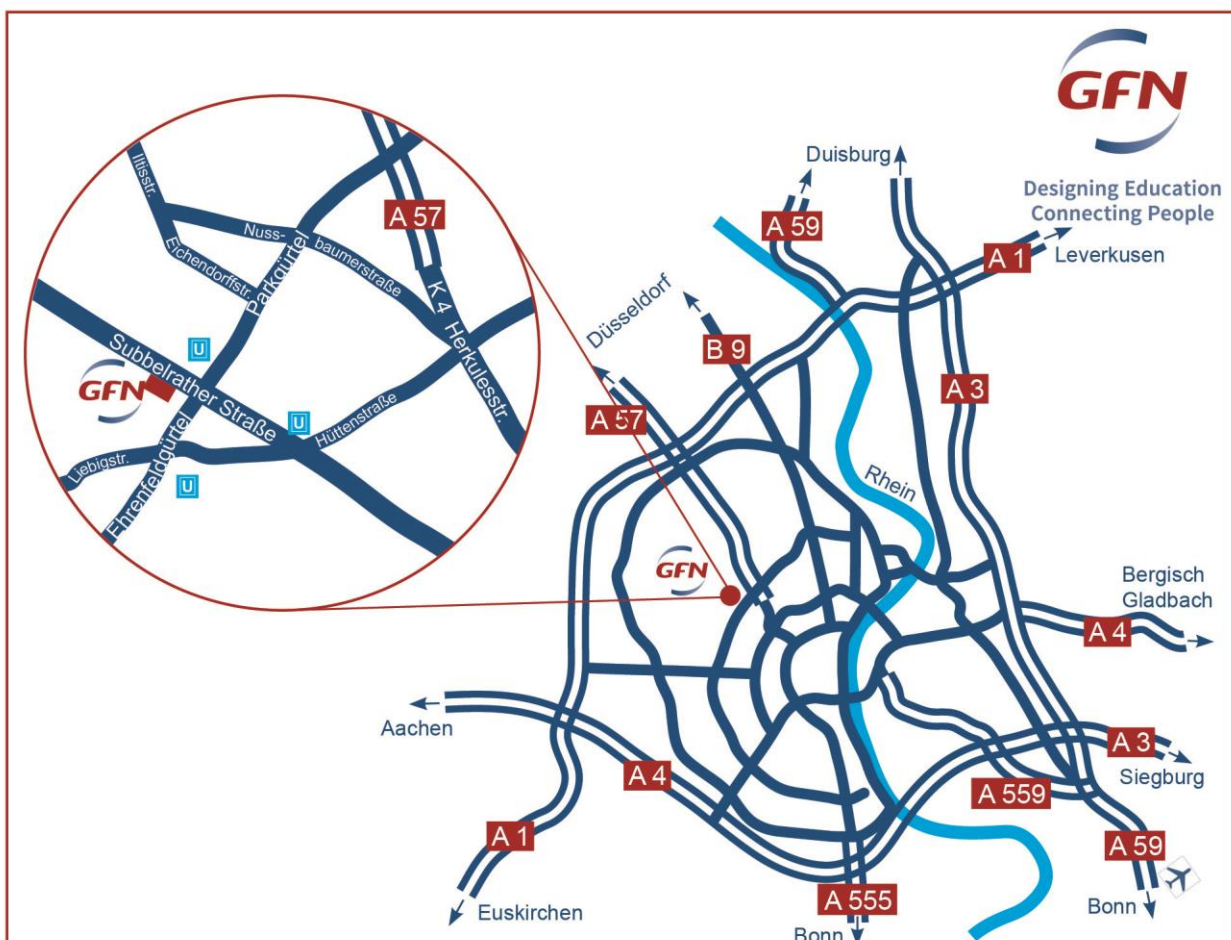 GFN
Designing Education
Connecting People
Duisburg
A 59
A 1
Leverkusen
Iltisstr.
A 57
Nuss-
baumerstraße
Eichendorffstr.
Parkgürtel
K 4
Herkulesstr.
Subbelrather Straße
U
GFN
U
Hüttenstraße
Liebigstr.
U
Ehrenfeldgürtel
Düsseldorf
B 9
A 3
A 57
Rhein
GFN
Bergisch
Gladbach
A 4
Aachen
A 4
A 3
Siegburg
A 559
A 1
A 59
Euskirchen
A 555
Bonn
Bonn